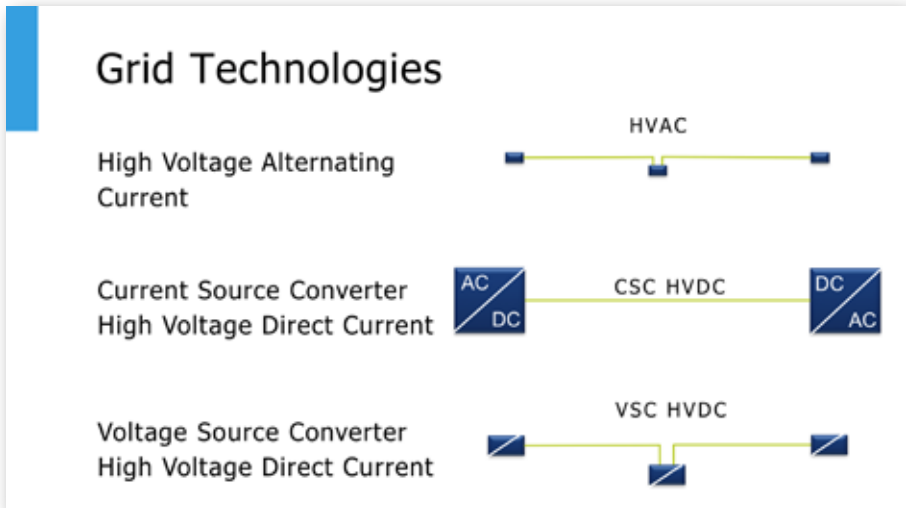 Grid Technologies
HVAC
High Voltage Alternating
Current
AC
DC
CSC HVDC
DC
AC
Current Source Converter
High Voltage Direct Current
VSC HVDC
Voltage Source Converter
High Voltage Direct Current